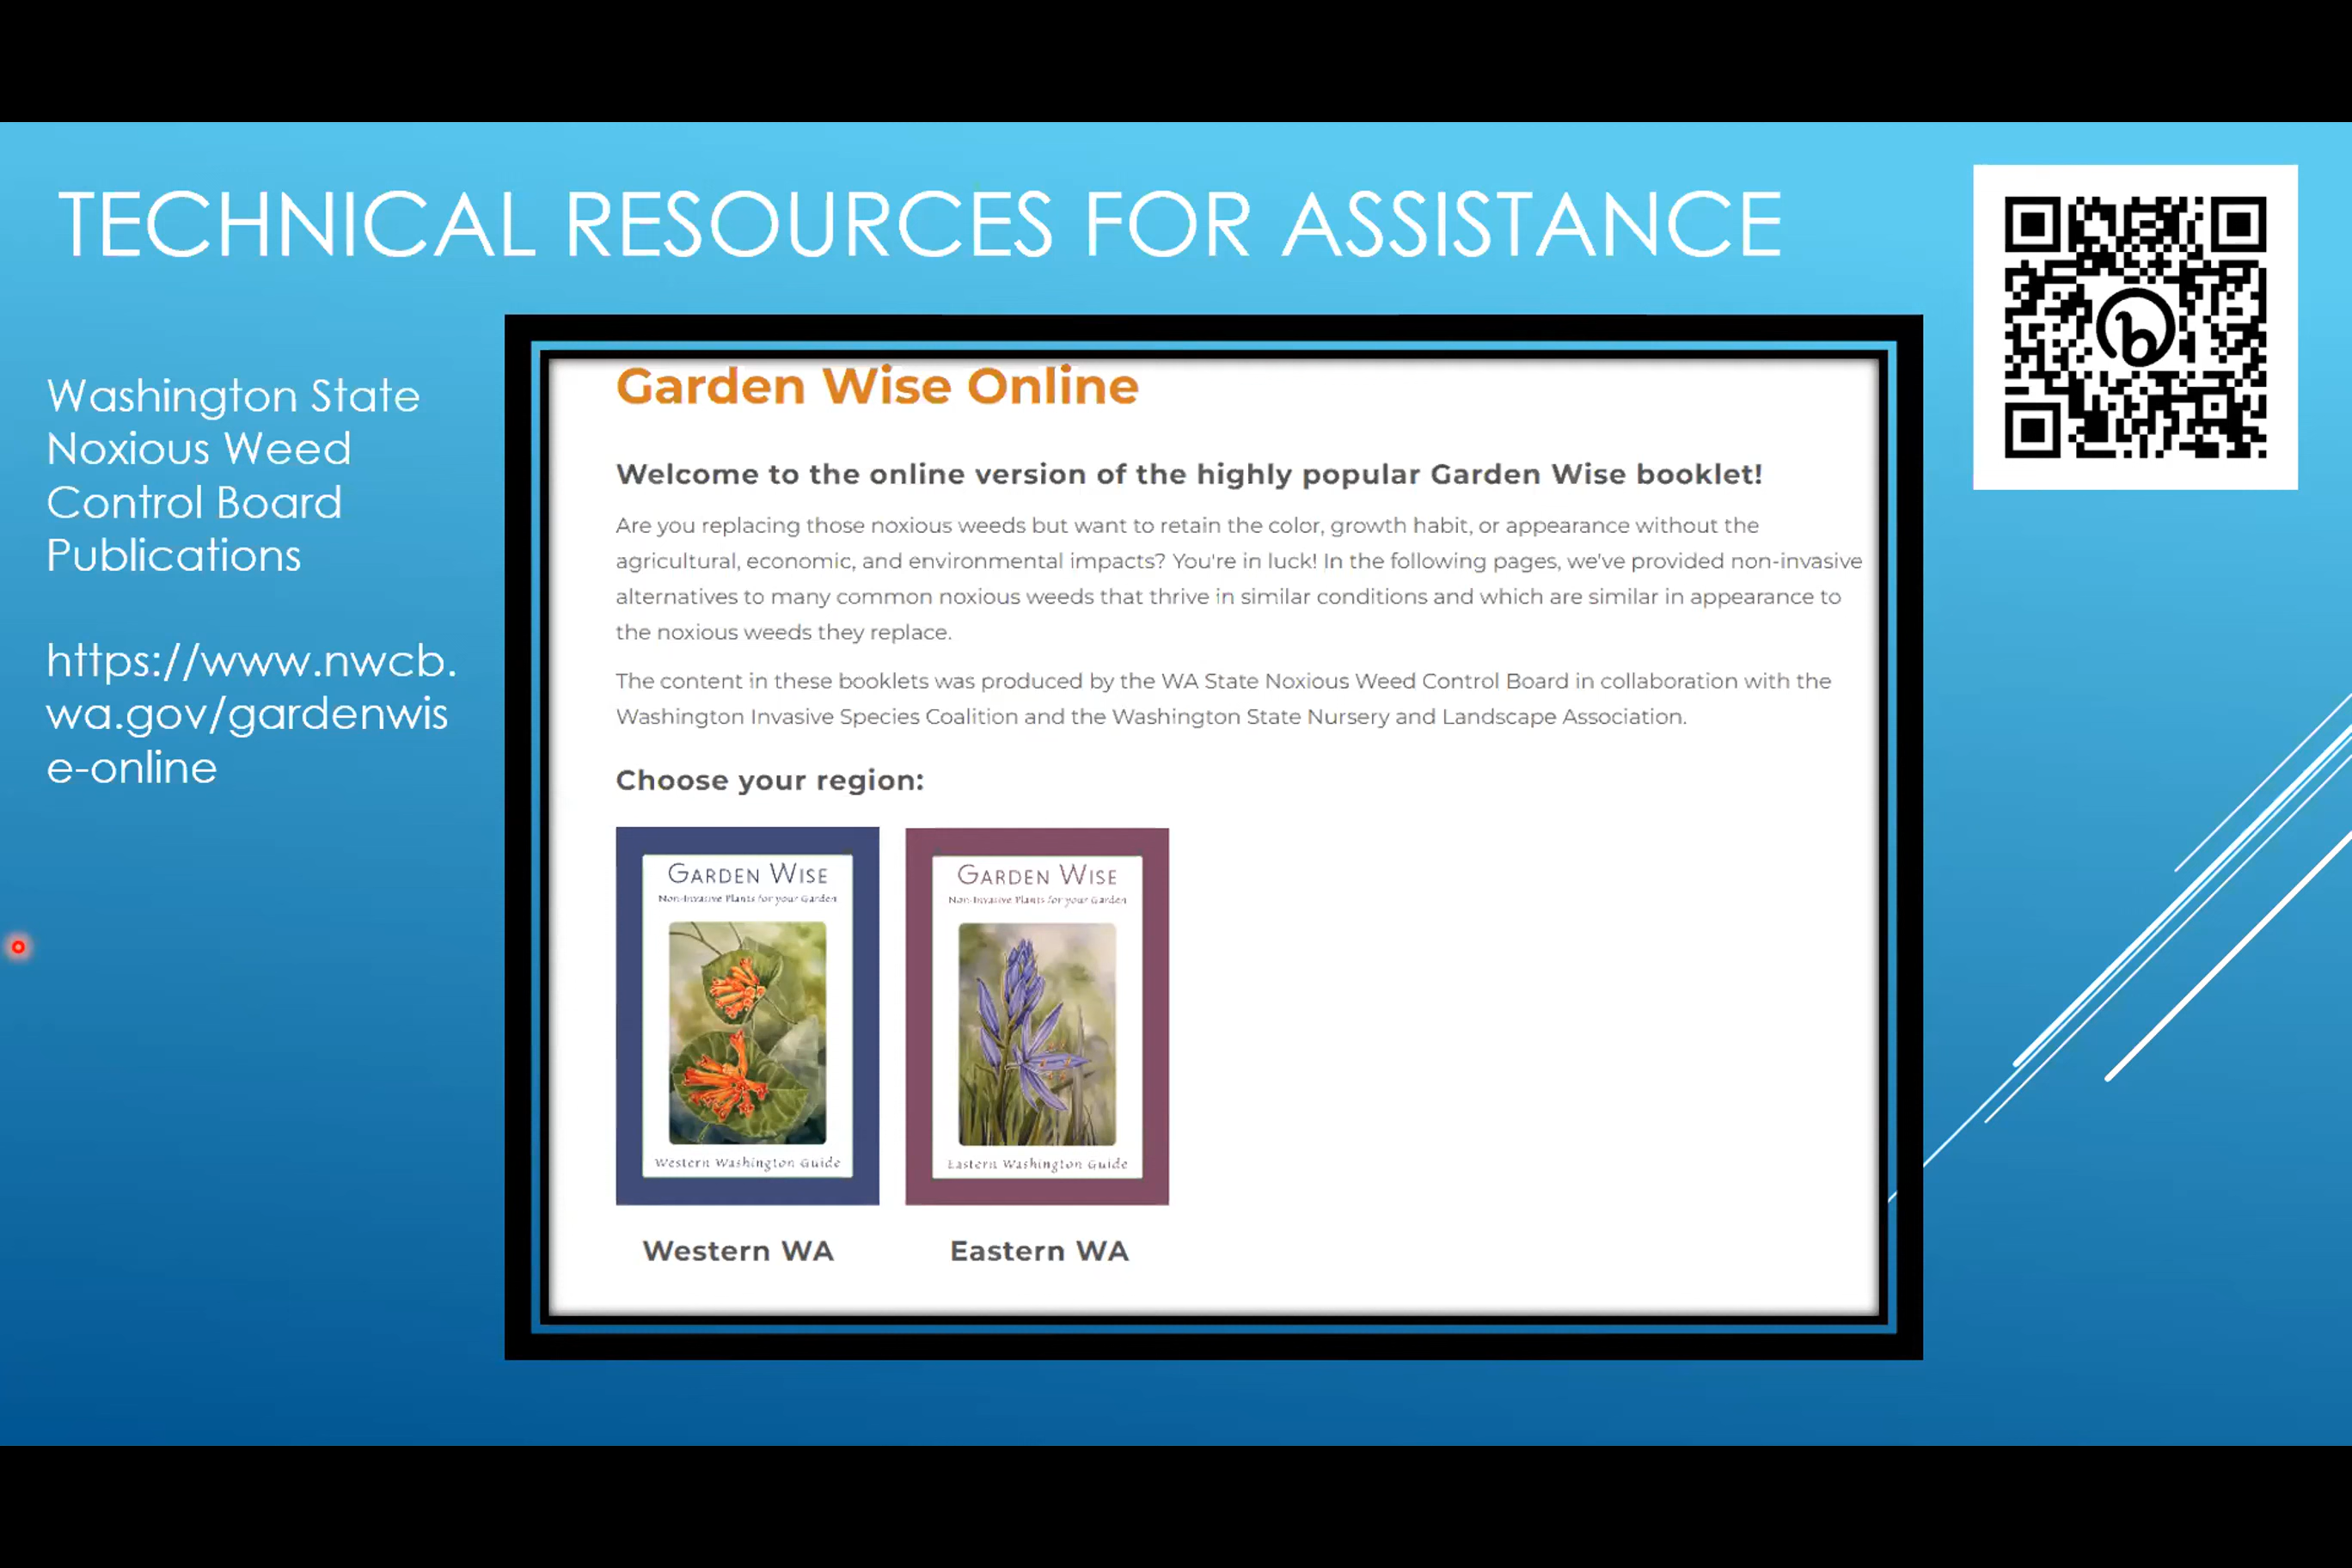 TECHNICAL RESOURCES FOR ASSISTANCE
Washington State
Noxious Weed
Control Board
Publications
https://www.nwcb.
wa.gov/gardenwis
e-online
Garden Wise Online
Welcome to the online version of the highly popular Garden Wise booklet!
Are you replacing those noxious weeds but want to retain the color, growth habit, or appearance without the
agricultural, economic, and environmental impacts? You're in luck! In the following pages, we've provided non-invasive
alternatives to many common noxious weeds that thrive in similar conditions and which are similar in appearance to
the noxious weeds they replace.
The content in these booklets was produced by the WA State Noxious Weed Control Board in collaboration with the
Washington Invasive Species Coalition and the Washington State Nursery and Landscape Association.
Choose your region:
GARDEN WISE
Non-Invasive Plants for your Garden
Western Washington Guide
GARDEN WISE
Non-Invasive Plants for your Garden
Eastern Washington Guide
Western WA
Eastern WA
b